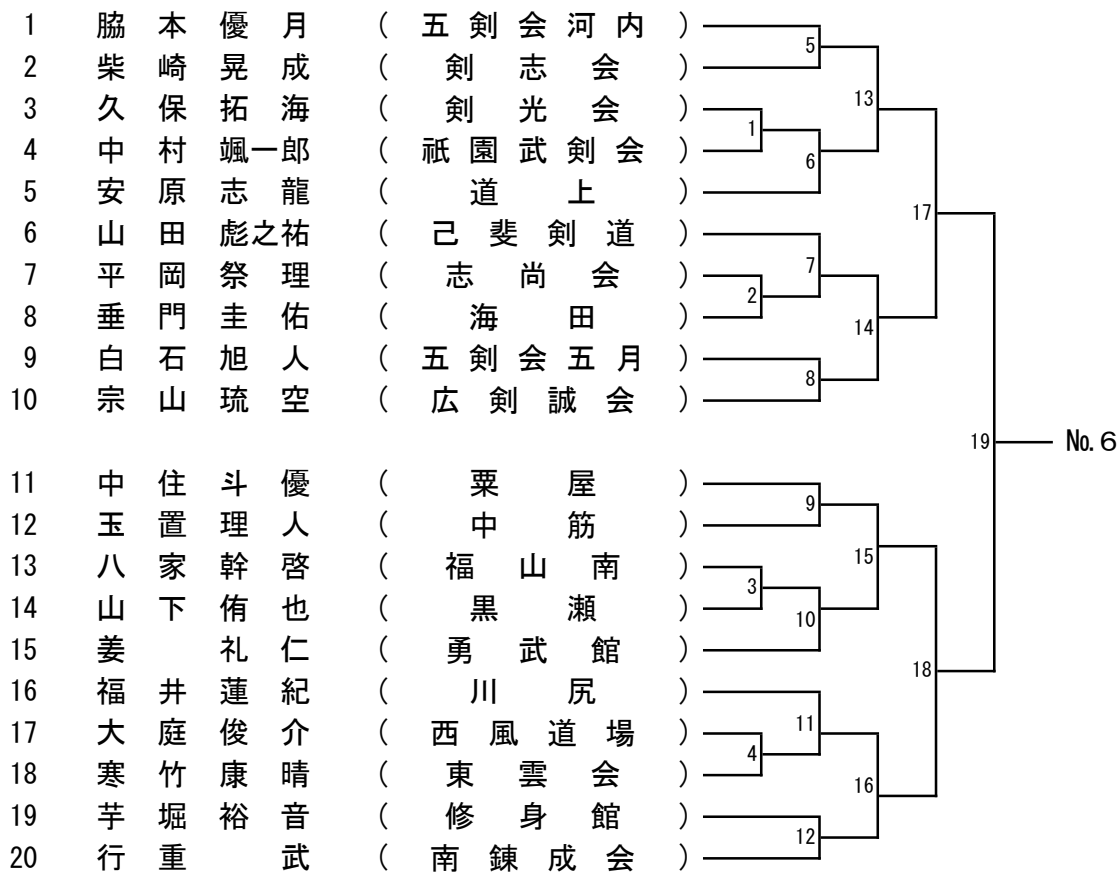 1 脇本優月 (五剣会河内)
5
2 柴崎晃成 (剣志会)
13
3 久保拓海 (剣光会)
1
4 中村颯一郎 (祇園武剣会)
6
5 安原志龍 (道上)
17
6 山田彪之祐 (己斐剣道)
7
7 平岡祭理 (志尚会)
2
8 垂門圭佑 (海田)
14
9 白石旭人 (五剣会五月)
8
10 宗山琉空 (広剣誠会)
19 №6
11 中住斗優 (粟屋)
9
12 玉置理人 (中筋)
15
13 八家幹啓 (福山南)
3
14 山下侑也 (黒瀬)
10
15 姜礼仁 (勇武館)
18
16 福井蓮紀 (川尻)
11
17 大庭俊介 (西風道場)
4
18 寒竹康晴 (東雲会)
16
19 芋堀裕音 (修身館)
12
20 行重武 (南錬成会)